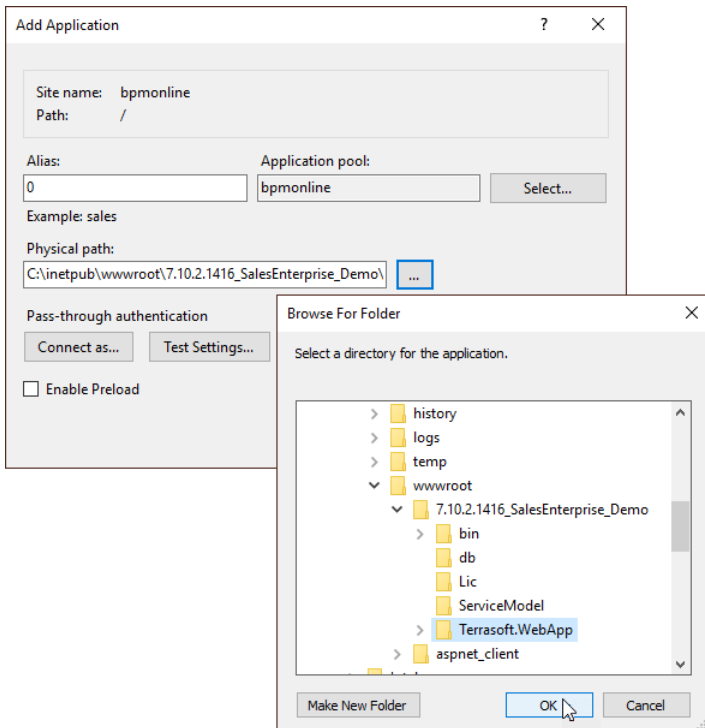 Add Application
?
Site name: bpmonline
Path: /
Alias:
Application pool:
0
bpmonline
Select...
Example: sales
Physical path:
C:\inetpub\wwwroot\7.10.2.1416_SalesEnterprise_Demo\
...
Pass-through authentication
Connect as...
Test Settings...
Enable Preload
Browse For Folder
Select a directory for the application.
history
logs
temp
wwwroot
7.10.2.1416_SalesEnterprise_Demo
bin
db
Lic
ServiceModel
Terrasoft.WebApp
aspnet_client
Make New Folder
OK
Cancel